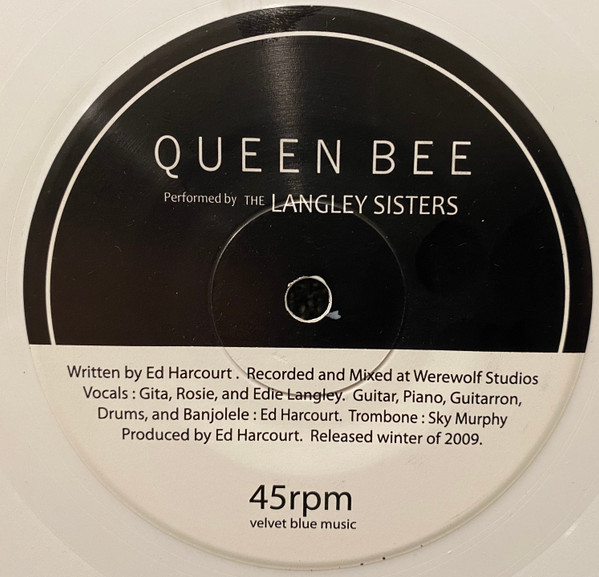 QUEEN BEE
Performed by THE LANGLEY SISTERS
Written by Ed Harcourt . Recorded and Mixed at Werewolf Studios
Vocals : Gita, Rosie, and Edie Langley. Guitar, Piano, Guitarron,
Drums, and Banjolele : Ed Harcourt. Trombone : Sky Murphy
Produced by Ed Harcourt. Released winter of 2009.
45rpm
velvet blue music